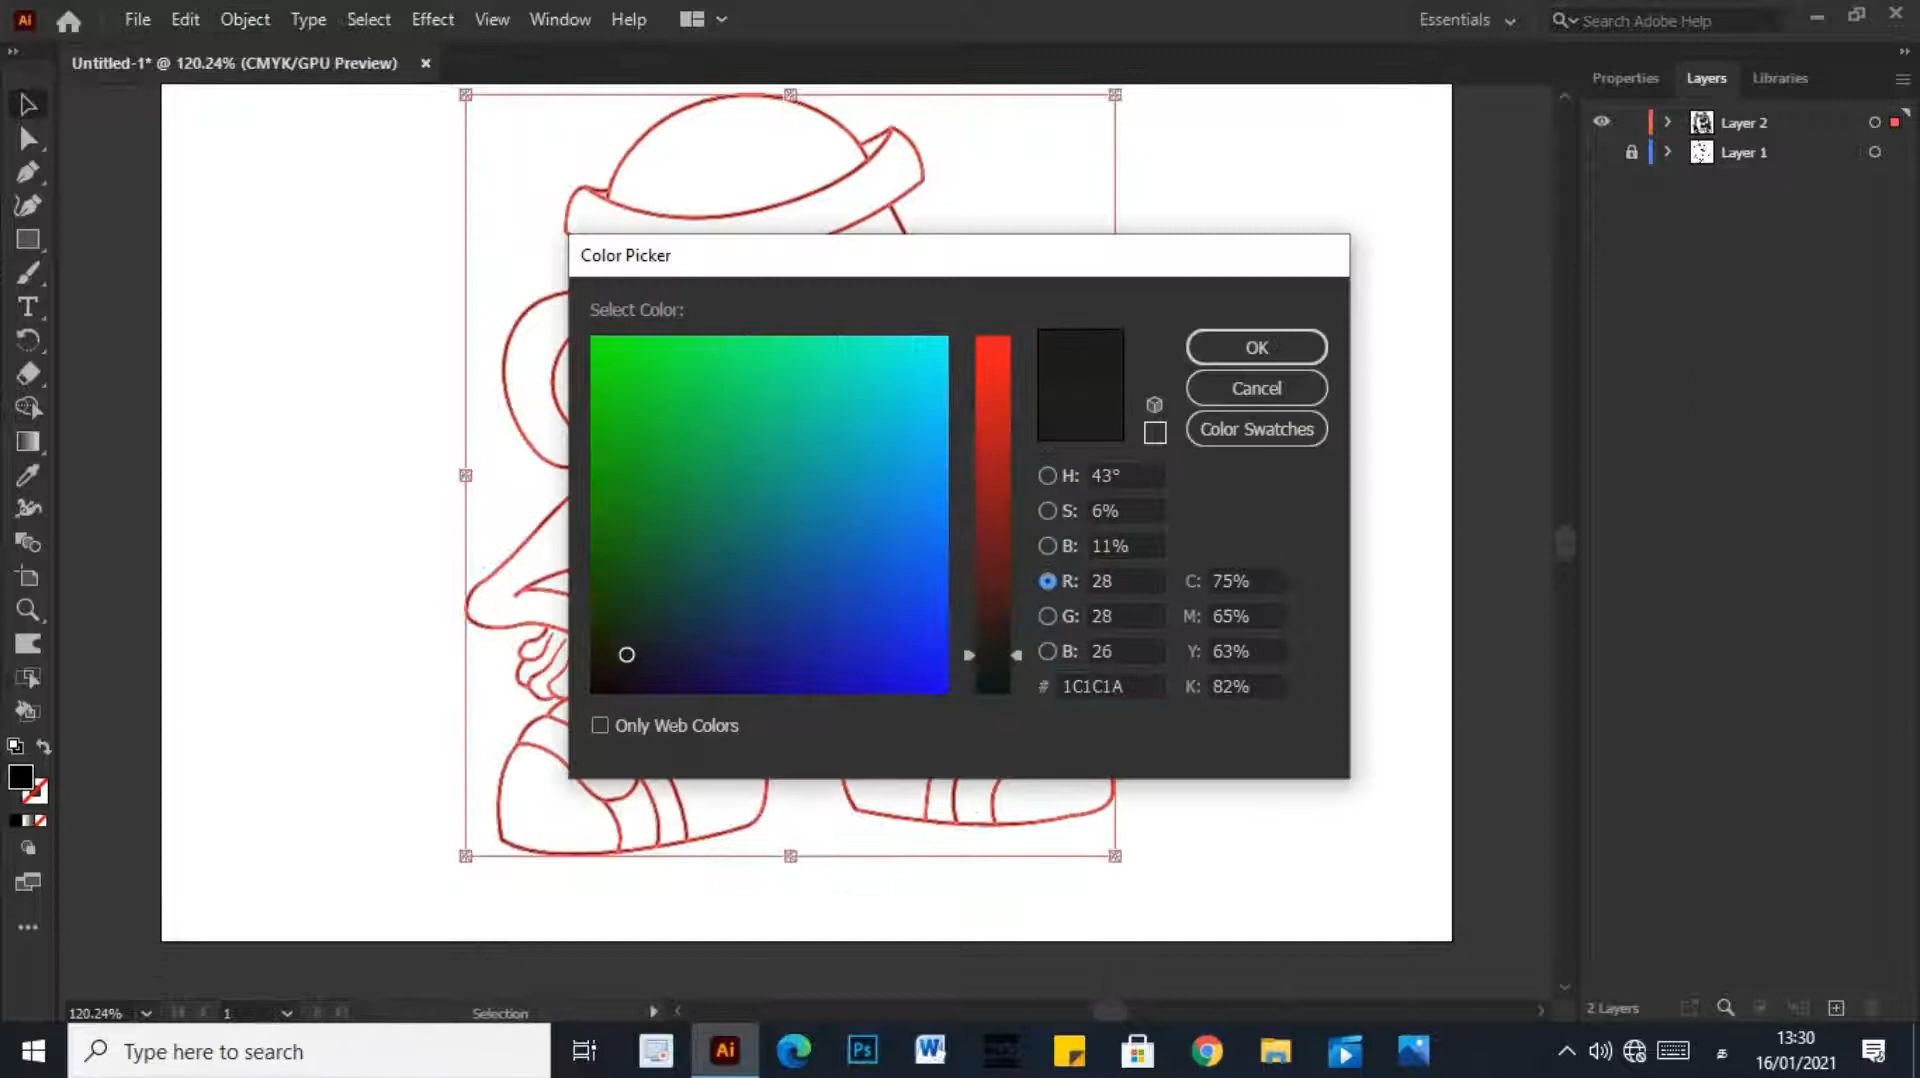 Ai File Edit Object Type Select Effect View Window Help Essentials Search Adobe Help
Untitled-1* @ 120.24% (CMYK/GPU Preview) Properties Layers Libraries
Layer 2
Layer 1
Color Picker
Select Color:
OK
Cancel
Color Swatches
H: 43°
S: 6%
B: 11%
R: 28 C: 75%
G: 28 M: 65%
B: 26 Y: 63%
# 1C1C1A K: 82%
Only Web Colors
120.24% 1 Selection 2 Layers
Type here to search Ai Ps W 13:30
16/01/2021